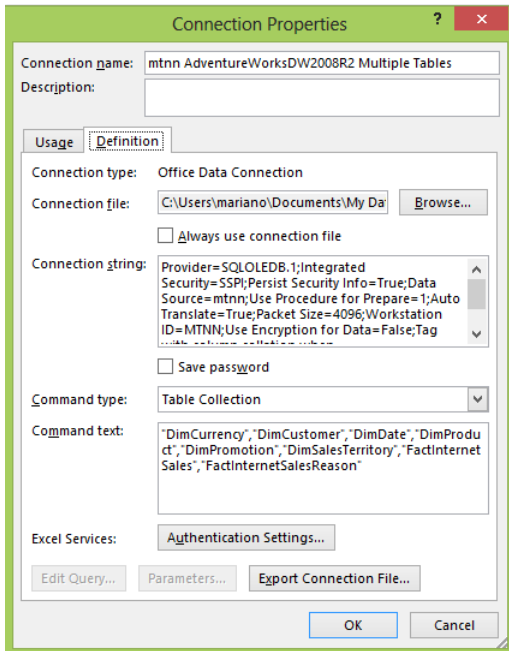 Connection Properties
? ×
Connection name: mtnn AdventureWorksDW2008R2 Multiple Tables
Description:
Usage Definition
Connection type: Office Data Connection
Connection file: C:\Users\mariano\Documents\My Da Browse...
Always use connection file
Connection string: Provider=SQLOLEDB.1;Integrated
Security=SSPI;Persist Security Info=True;Data
Source=mtnn;Use Procedure for Prepare=1;Auto
Translate=True;Packet Size=4096;Workstation
ID=MTNN;Use Encryption for Data=False;Tag
with column collation when
Save password
Command type: Table Collection
Command text: "DimCurrency","DimCustomer","DimDate","DimProdu
ct","DimPromotion","DimSalesTerritory","FactInternet
Sales","FactInternetSalesReason"
Excel Services: Authentication Settings...
Edit Query... Parameters... Export Connection File...
OK Cancel